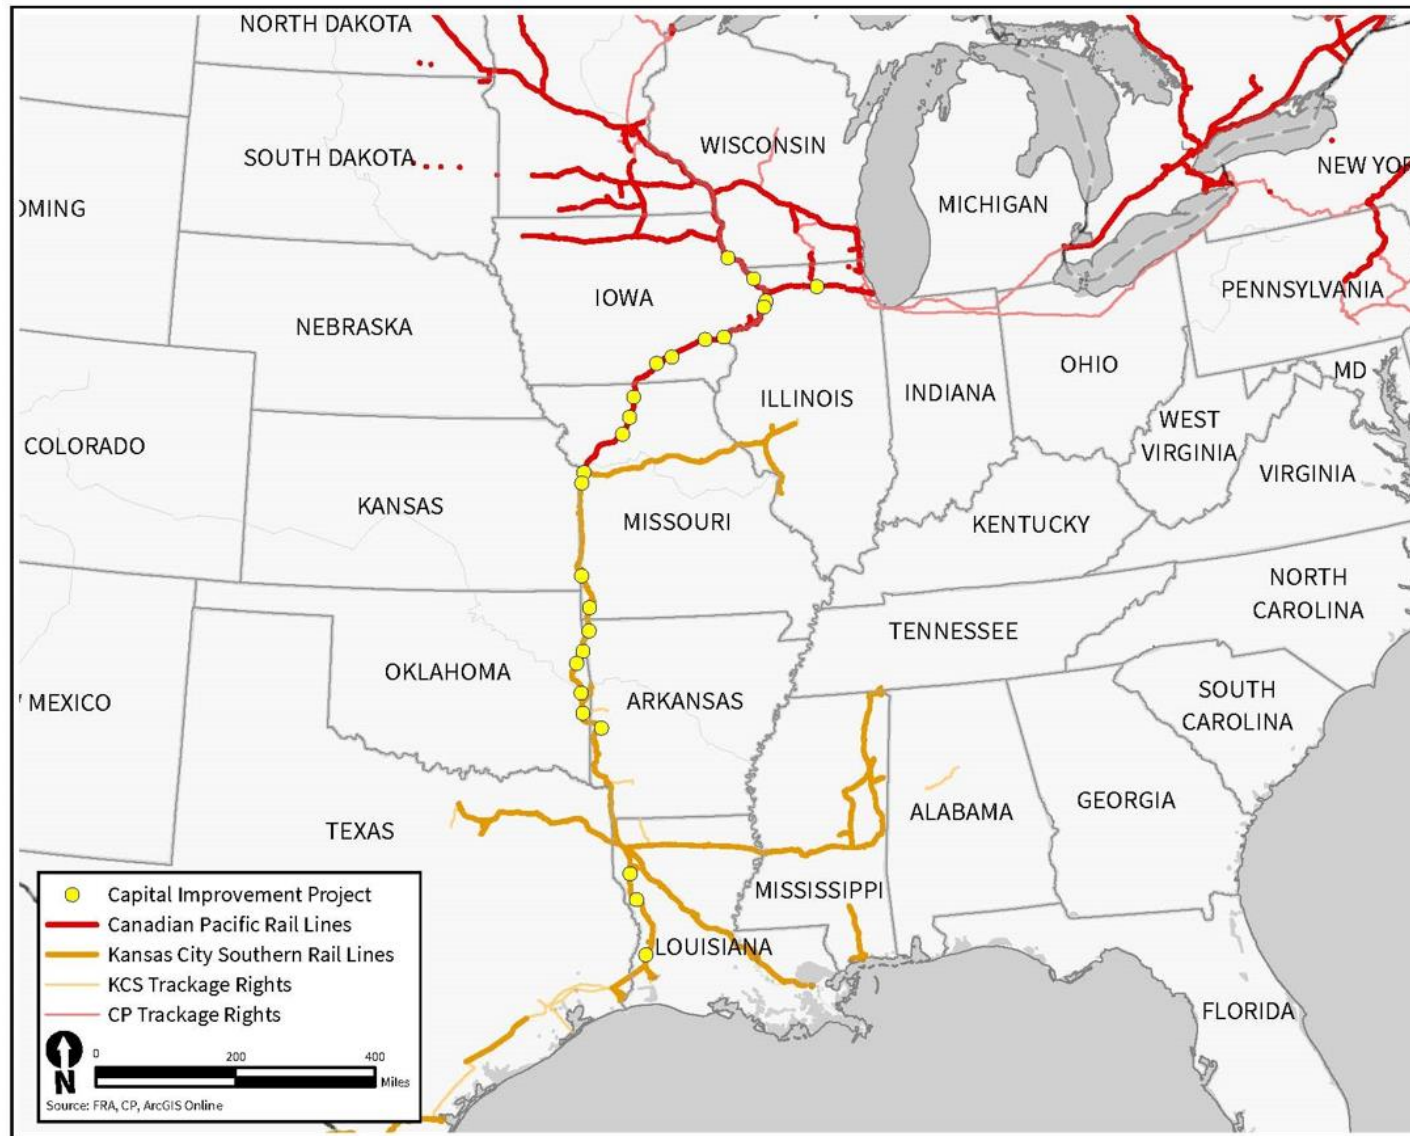 NORTH DAKOTA
WISCONSIN
SOUTH DAKOTA
NEW YOR
OMING
MICHIGAN
IOWA
PENNSYLVANIA
NEBRASKA
OHIO
MD
INDIANA
ILLINOIS
WEST
VIRGINIA
COLORADO
VIRGINIA
KANSAS
MISSOURI
KENTUCKY
NORTH
CAROLINA
TENNESSEE
OKLAHOMA
MEXICO
ARKANSAS
SOUTH
CAROLINA
GEORGIA
ALABAMA
TEXAS
MISSISSIPPI
LOUISIANA
FLORIDA
Capital Improvement Project
Canadian Pacific Rail Lines
Kansas City Southern Rail Lines
KCS Trackage Rights
CP Trackage Rights
N
0 200 400
Miles
Source: FRA, CP, ArcGIS Online